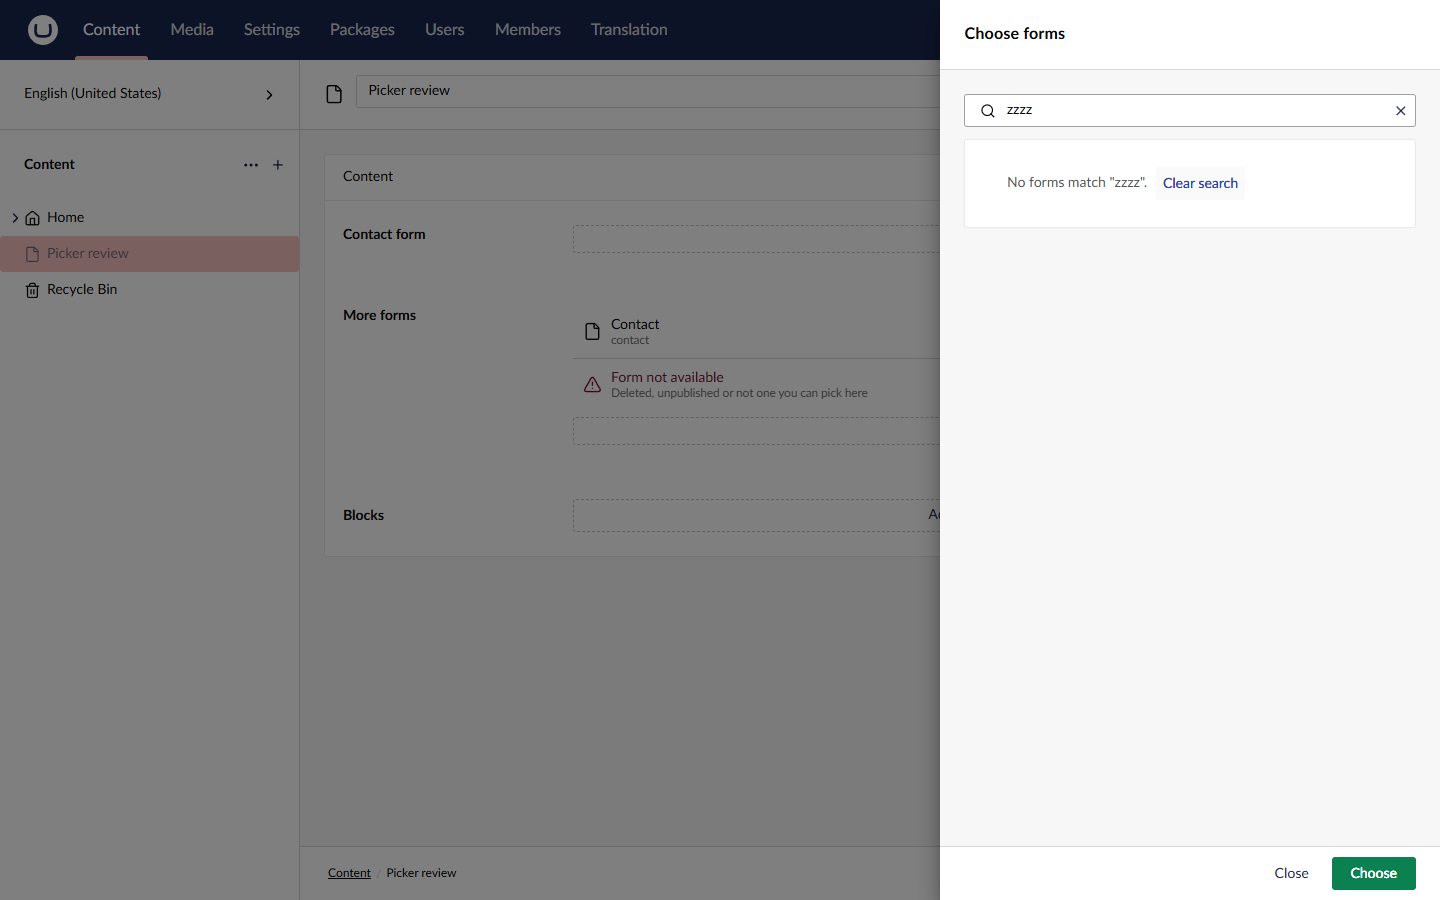 Content
Media
Settings
Packages
Users
Members
Translation
English (United States)
Content
Home
Picker review
Recycle Bin
Picker review
Content
Contact form
More forms
Contact
contact
Form not available
Deleted, unpublished or not one you can pick here
Blocks
Content / Picker review
Choose forms
zzzz
No forms match "zzzz". Clear search
Close
Choose